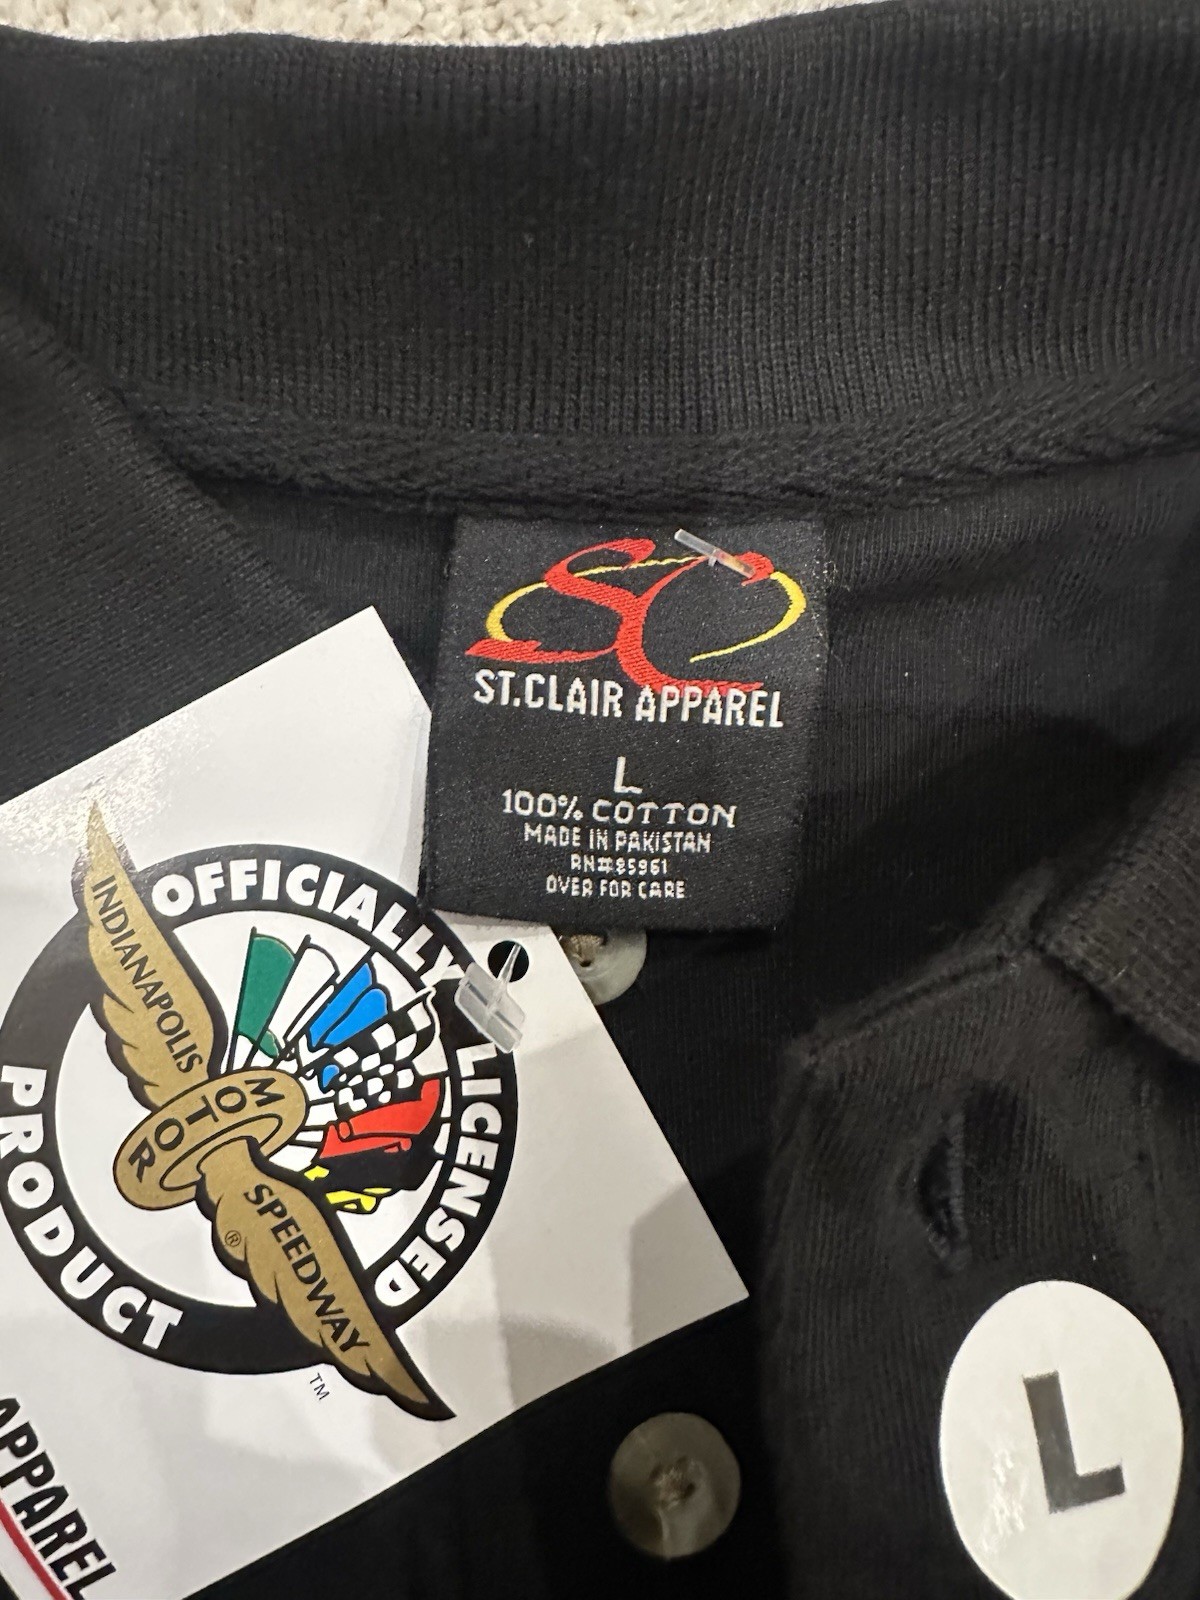 ST.CLAIR APPAREL
L
100% COTTON
MADE IN PAKISTAN
RN#85961
OVER FOR CARE
OFFICIALLY LICENSED PRODUCT
INDIANAPOLIS
MOTOR
SPEEDWAY
®
TM
APPAREL
L